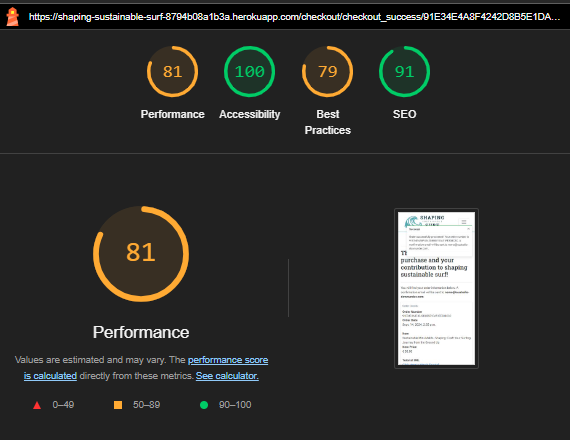 https://shaping-sustainable-surf-8794b08a1b3a.herokuapp.com/checkout/checkout_success/91E34E4A8F4242D8B5E1DA...
81
100
79
91
Performance
Accessibility
Best
Practices
SEO
81
Performance
Values are estimated and may vary. The performance score
is calculated directly from these metrics. See calculator.
0–49
50–89
90–100
SHAPING
purchase and your
contribution to shaping
sustainable surf!